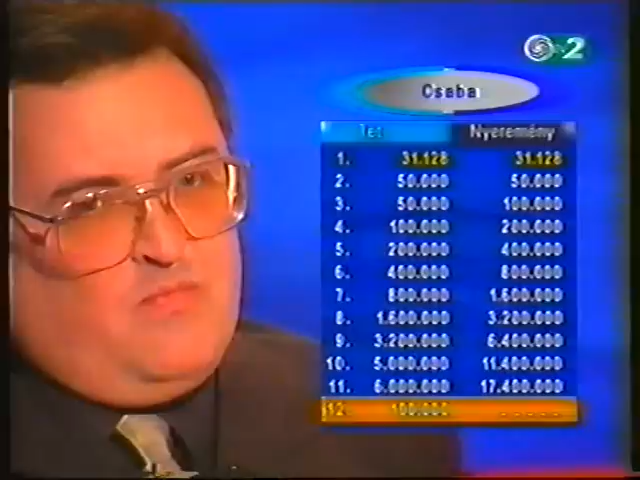 2
Csaba
Tét Nyeremény
1. 31.128 31.128
2. 50.000 50.000
3. 50.000 100.000
4. 100.000 200.000
5. 200.000 400.000
6. 400.000 800.000
7. 800.000 1.600.000
8. 1.600.000 3.200.000
9. 3.200.000 6.400.000
10. 5.000.000 11.400.000
11. 6.000.000 17.400.000
12. 100.000 .......